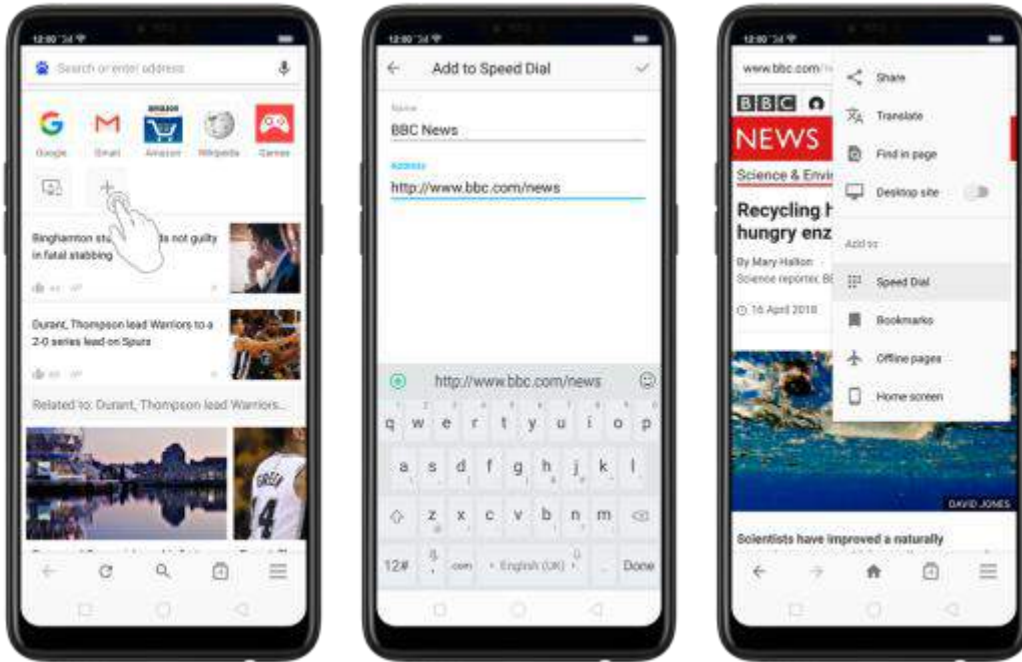 12:00
Search or enter address
Google
Gmail
amazon
Amazon
Wikipedia
Games
Binghamton not guilty
in fatal stabbing
Durant, Thompson lead Warriors to a
2-0 series lead on Spurs
Related to: Durant, Thompson lead Warriors...
GREEN
14
12:00
Add to Speed Dial
Name
BBC News
Address
http://www.bbc.com/news
http://www.bbc.com/news
q w e r t y u i o p
a s d f g h j k l
z x c v b n m
12# .com English (UK) Done
12:00
www.bbc.com/
BBC
NEWS
Science & Envi
Recycling h
hungry enz
By Mary Halton
Science reporter, B
16 April 2018
Share
Translate
Find in page
Desktop site
Add to:
Speed Dial
Bookmarks
Offline pages
Home screen
DAVID JONES
Scientists have improved a naturally